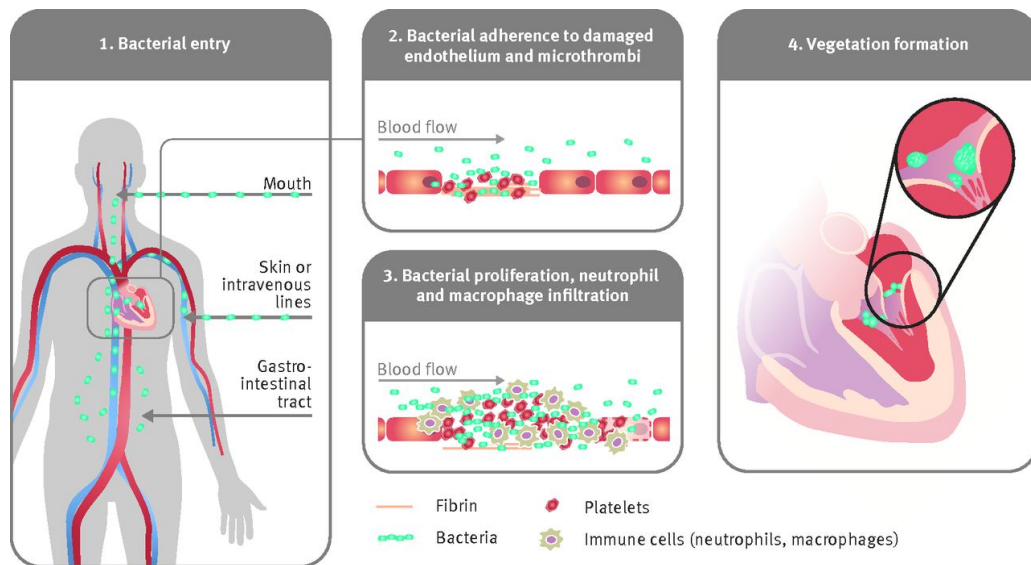 1. Bacterial entry
Mouth
Skin or
intravenous
lines
Gastro-
intestinal
tract
2. Bacterial adherence to damaged
endothelium and microthrombi
Blood flow
3. Bacterial proliferation, neutrophil
and macrophage infiltration
Blood flow
Fibrin
Platelets
Bacteria
Immune cells (neutrophils, macrophages)
4. Vegetation formation